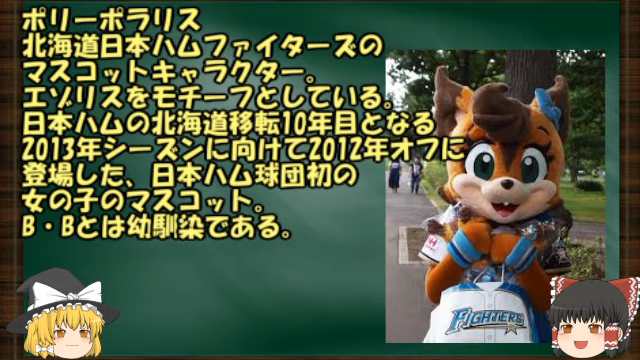 ポリーポラリス
北海道日本ハムファイターズの
マスコットキャラクター。
エゾリスをモチーフとしている。
日本ハムの北海道移転10年目となる
2013年シーズンに向けて2012年オフに
登場した、日本ハム球団初の
女の子のマスコット。
B・Bとは幼馴染である。
FIGHTERS